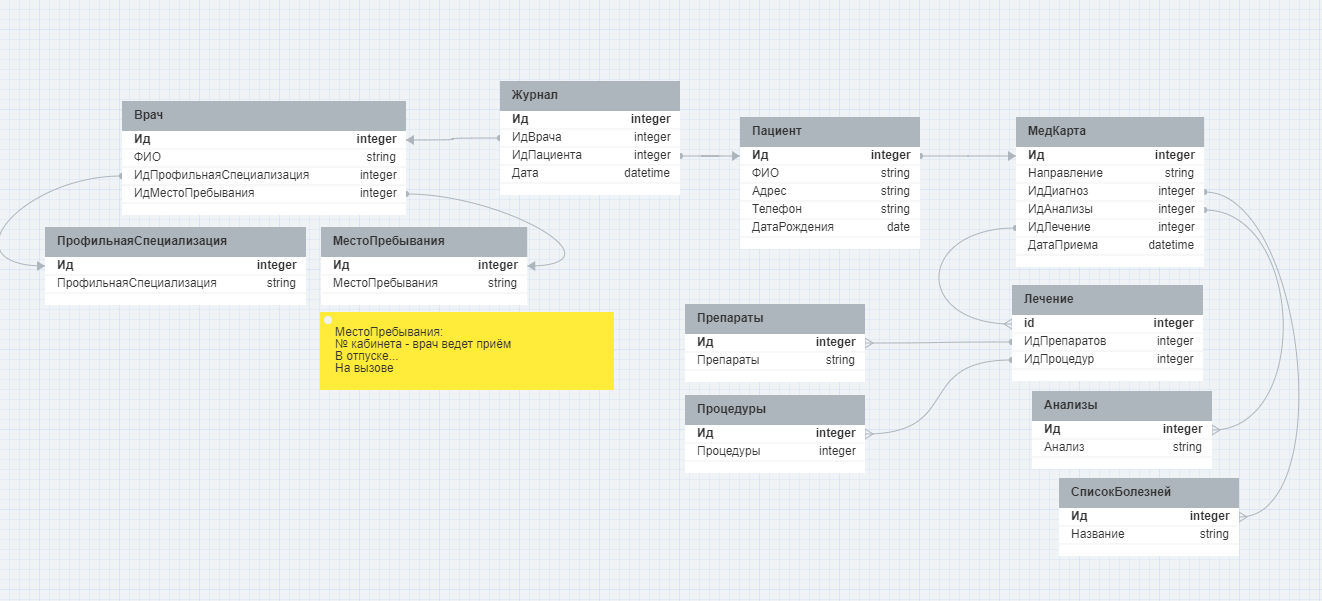 Врач
Ид integer
ФИО string
ИдПрофильнаяСпециализация integer
ИдМестоПребывания integer
Журнал
Ид integer
ИдВрача integer
ИдПациента integer
Дата datetime
Пациент
Ид integer
ФИО string
Адрес string
Телефон string
ДатаРождения date
МедКарта
Ид integer
Направление string
ИдДиагноз integer
ИдАнализы integer
ИдЛечение integer
ДатаПриема datetime
ПрофильнаяСпециализация
Ид integer
ПрофильнаяСпециализация string
МестоПребывания
Ид integer
МестоПребывания string
МестоПребывания:
№ кабинета - врач ведет приём
В отпуске...
На вызове
Препараты
Ид integer
Препараты string
Процедуры
Ид integer
Процедуры integer
Лечение
id integer
ИдПрепаратов integer
ИдПроцедур integer
Анализы
Ид integer
Анализ string
СписокБолезней
Ид integer
Название string